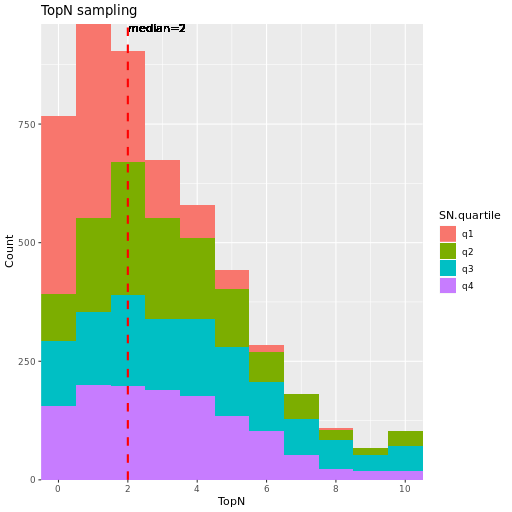 TopN sampling
median=2
750
500
250
0
Count
0 2 4 6 8 10
TopN
SN.quartile
q1
q2
q3
q4